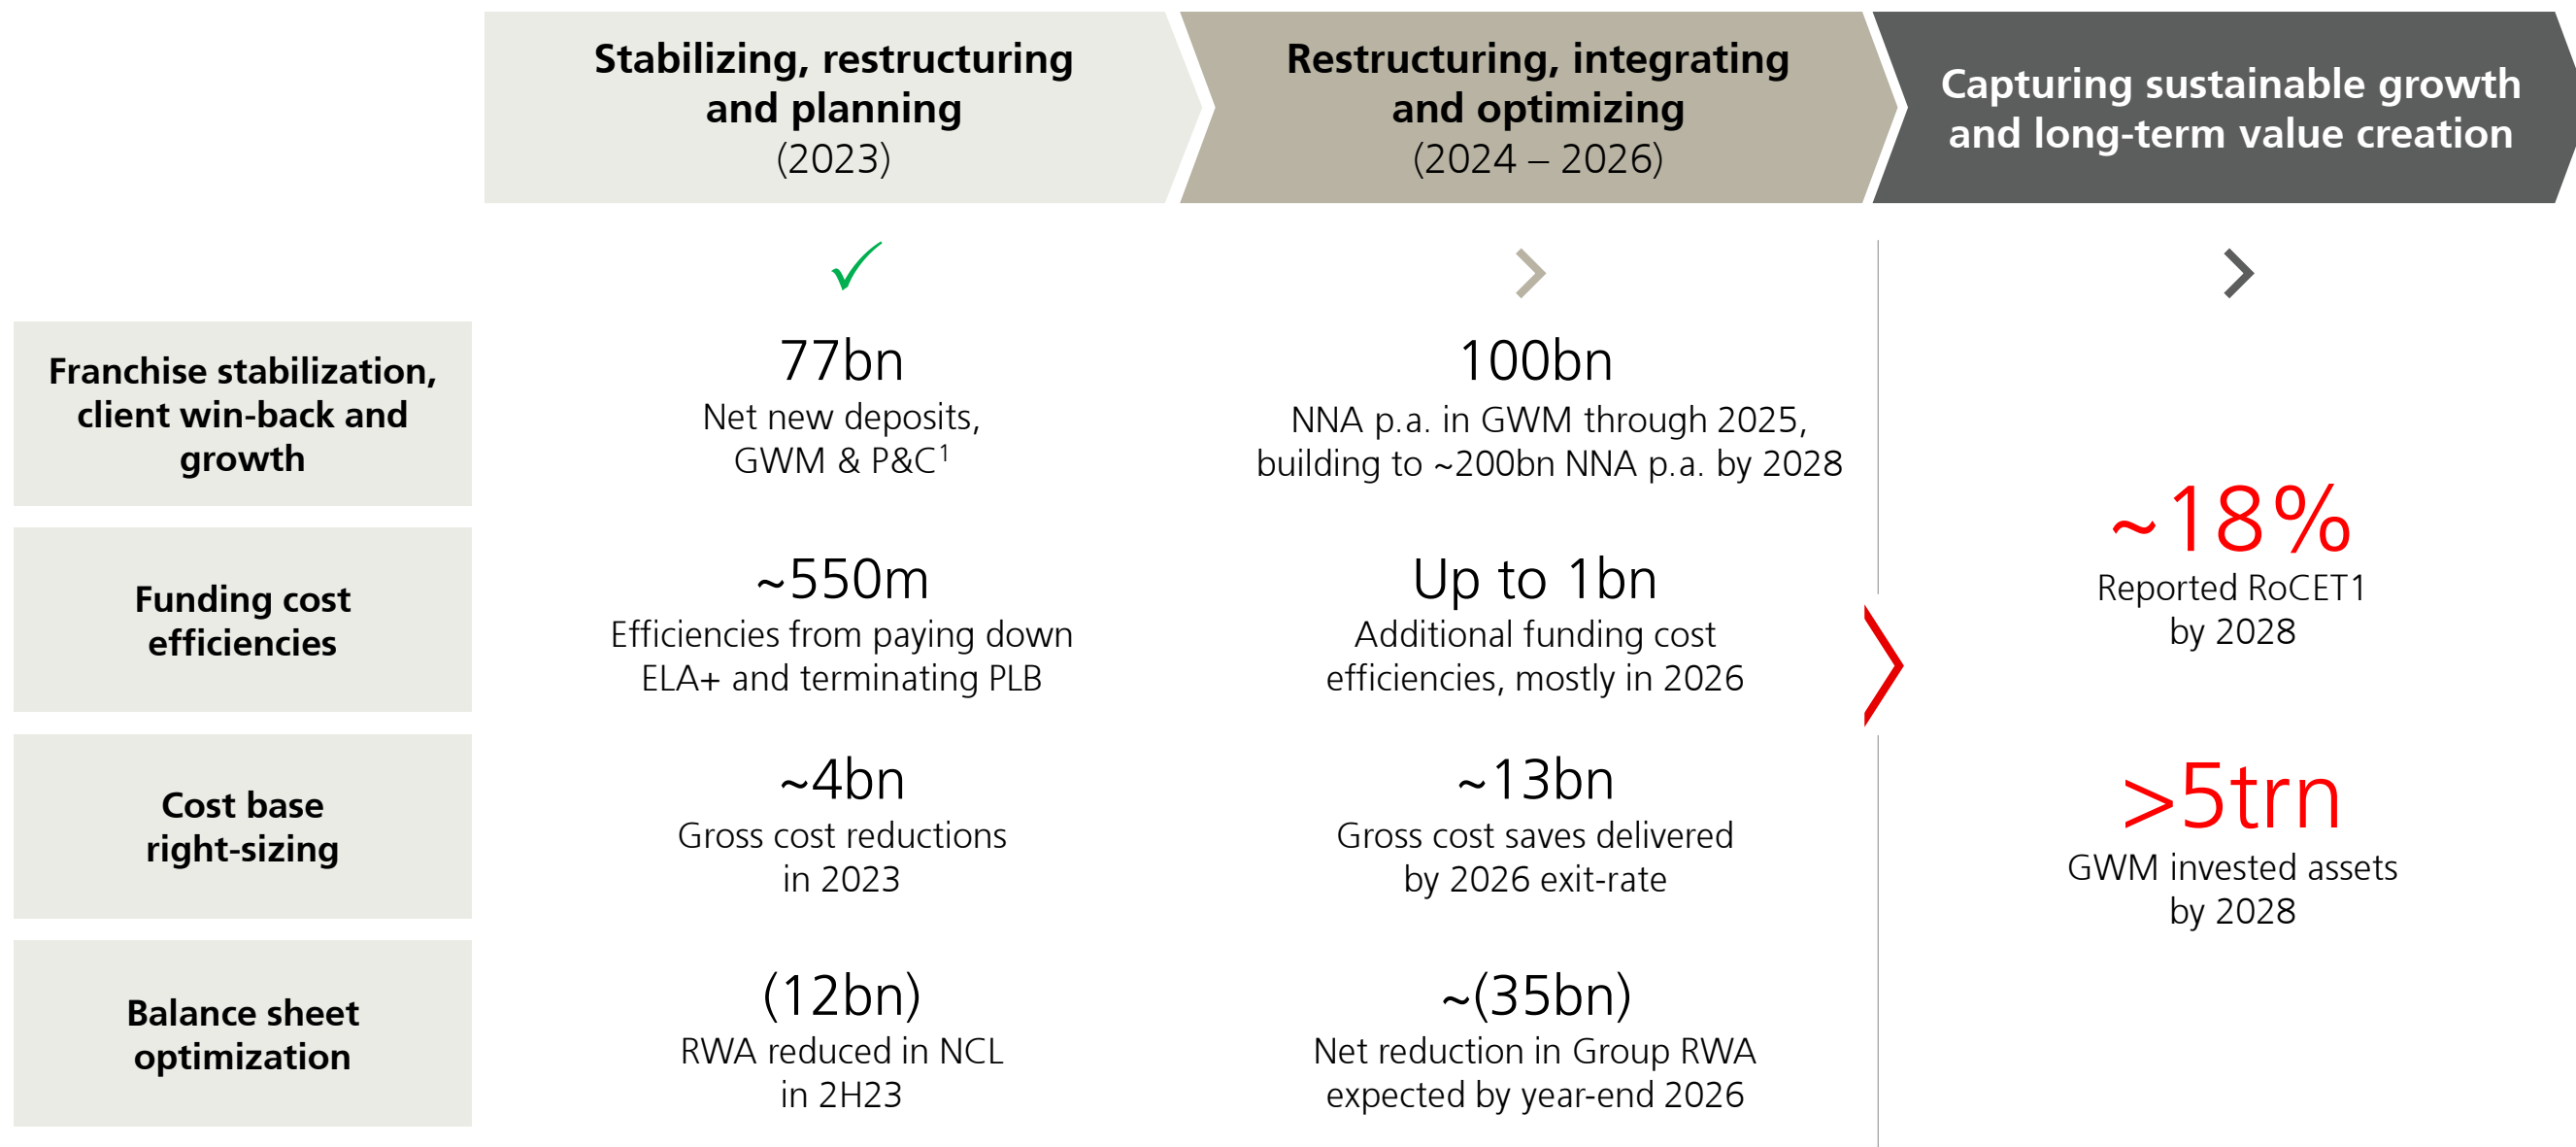 Stabilizing, restructuring
and planning
(2023)
Restructuring, integrating
and optimizing
(2024 – 2026)
Capturing sustainable growth
and long-term value creation
Franchise stabilization,
client win-back and
growth
77bn
Net new deposits,
GWM & P&C¹
100bn
NNA p.a. in GWM through 2025,
building to ~200bn NNA p.a. by 2028
Funding cost
efficiencies
~550m
Efficiencies from paying down
ELA+ and terminating PLB
Up to 1bn
Additional funding cost
efficiencies, mostly in 2026
Cost base
right-sizing
~4bn
Gross cost reductions
in 2023
~13bn
Gross cost saves delivered
by 2026 exit-rate
Balance sheet
optimization
(12bn)
RWA reduced in NCL
in 2H23
~(35bn)
Net reduction in Group RWA
expected by year-end 2026
~18%
Reported RoCET1
by 2028
>5trn
GWM invested assets
by 2028